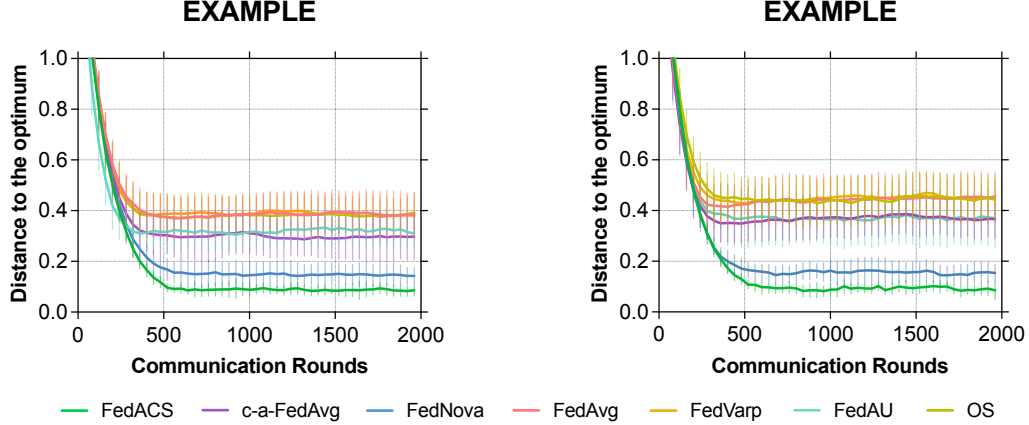 EXAMPLE
Distance to the optimum
1.0
0.8
0.6
0.4
0.2
0.0
0 500 1000 1500 2000
Communication Rounds
EXAMPLE
Distance to the optimum
1.0
0.8
0.6
0.4
0.2
0.0
0 500 1000 1500 2000
Communication Rounds
FedACS c-a-FedAvg FedNova FedAvg FedVarp FedAU OS